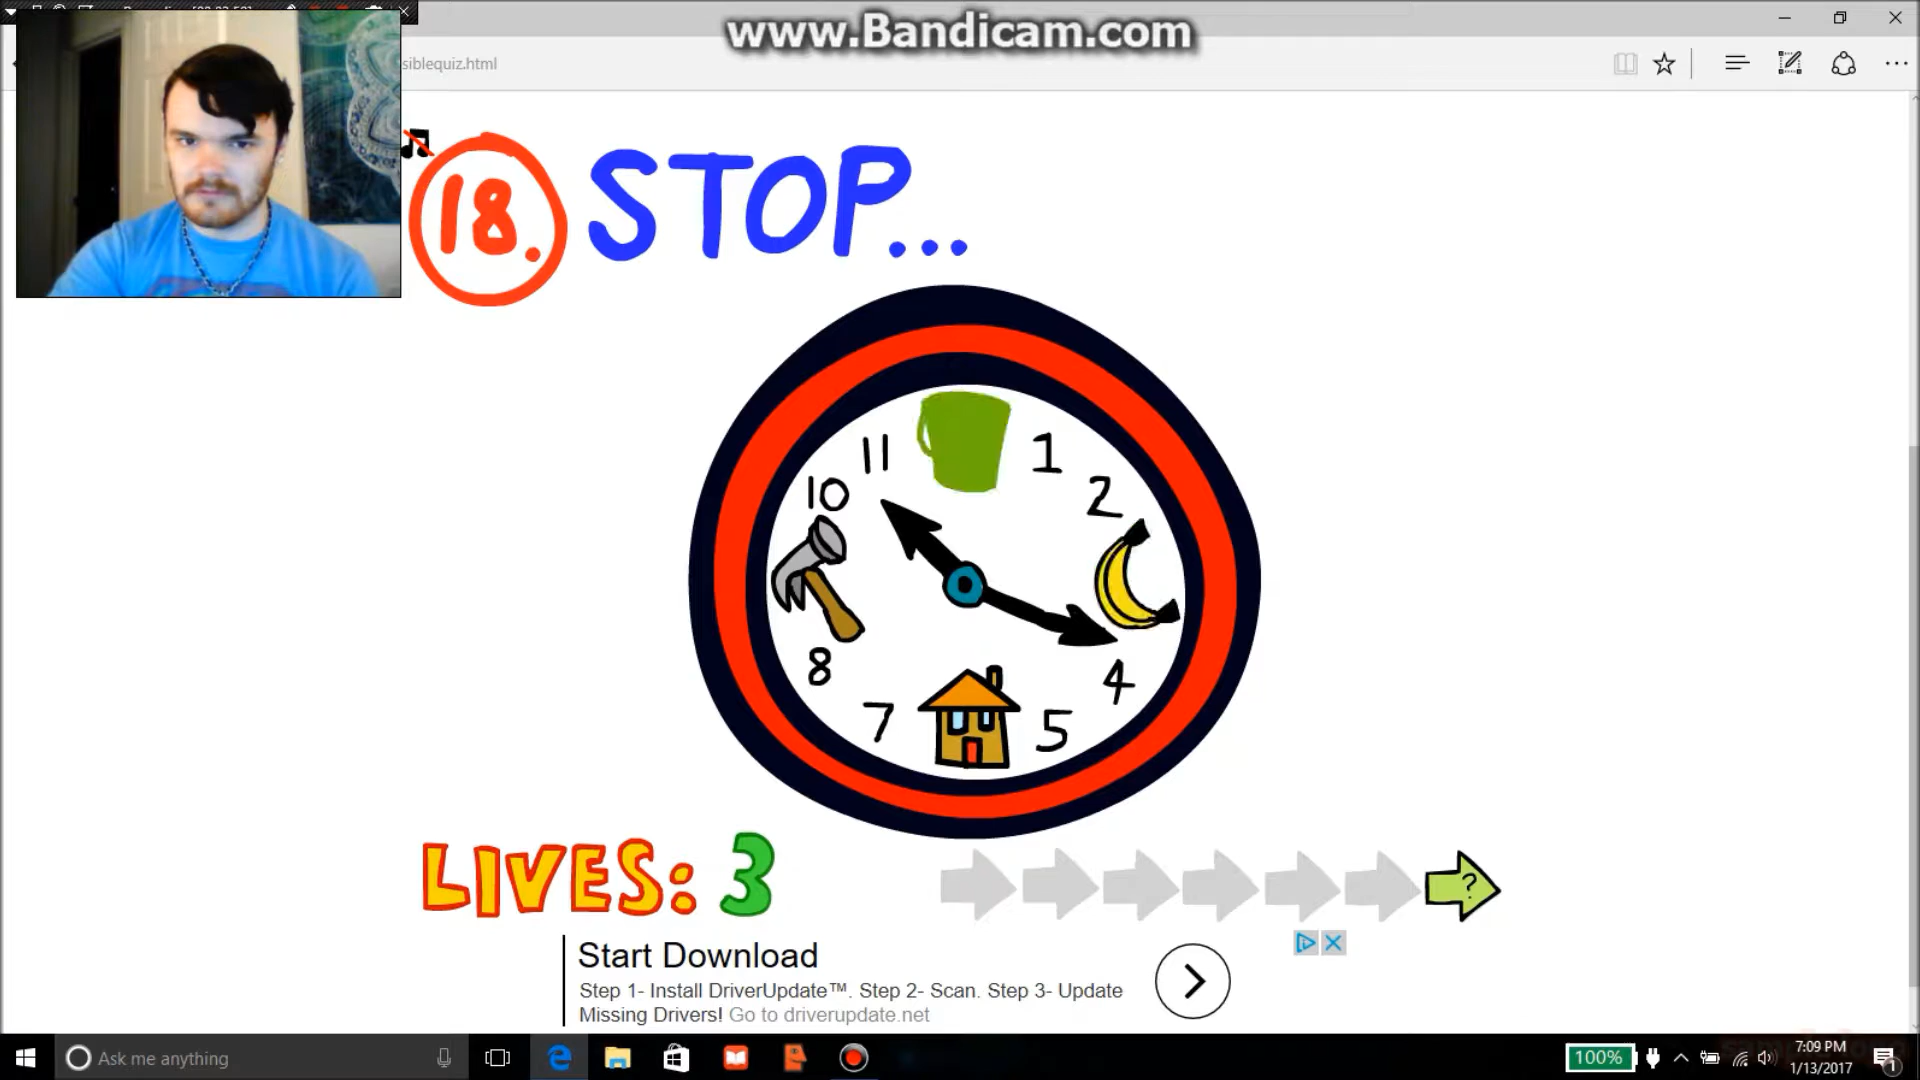 www.Bandicam.com
siblequiz.html
18. STOP...
11
1
10
2
8
4
7
5
LIVES: 3
?
Start Download
Step 1- Install DriverUpdate™. Step 2- Scan. Step 3- Update
Missing Drivers! Go to driverupdate.net
Ask me anything
100%
7:09 PM
1/13/2017
1